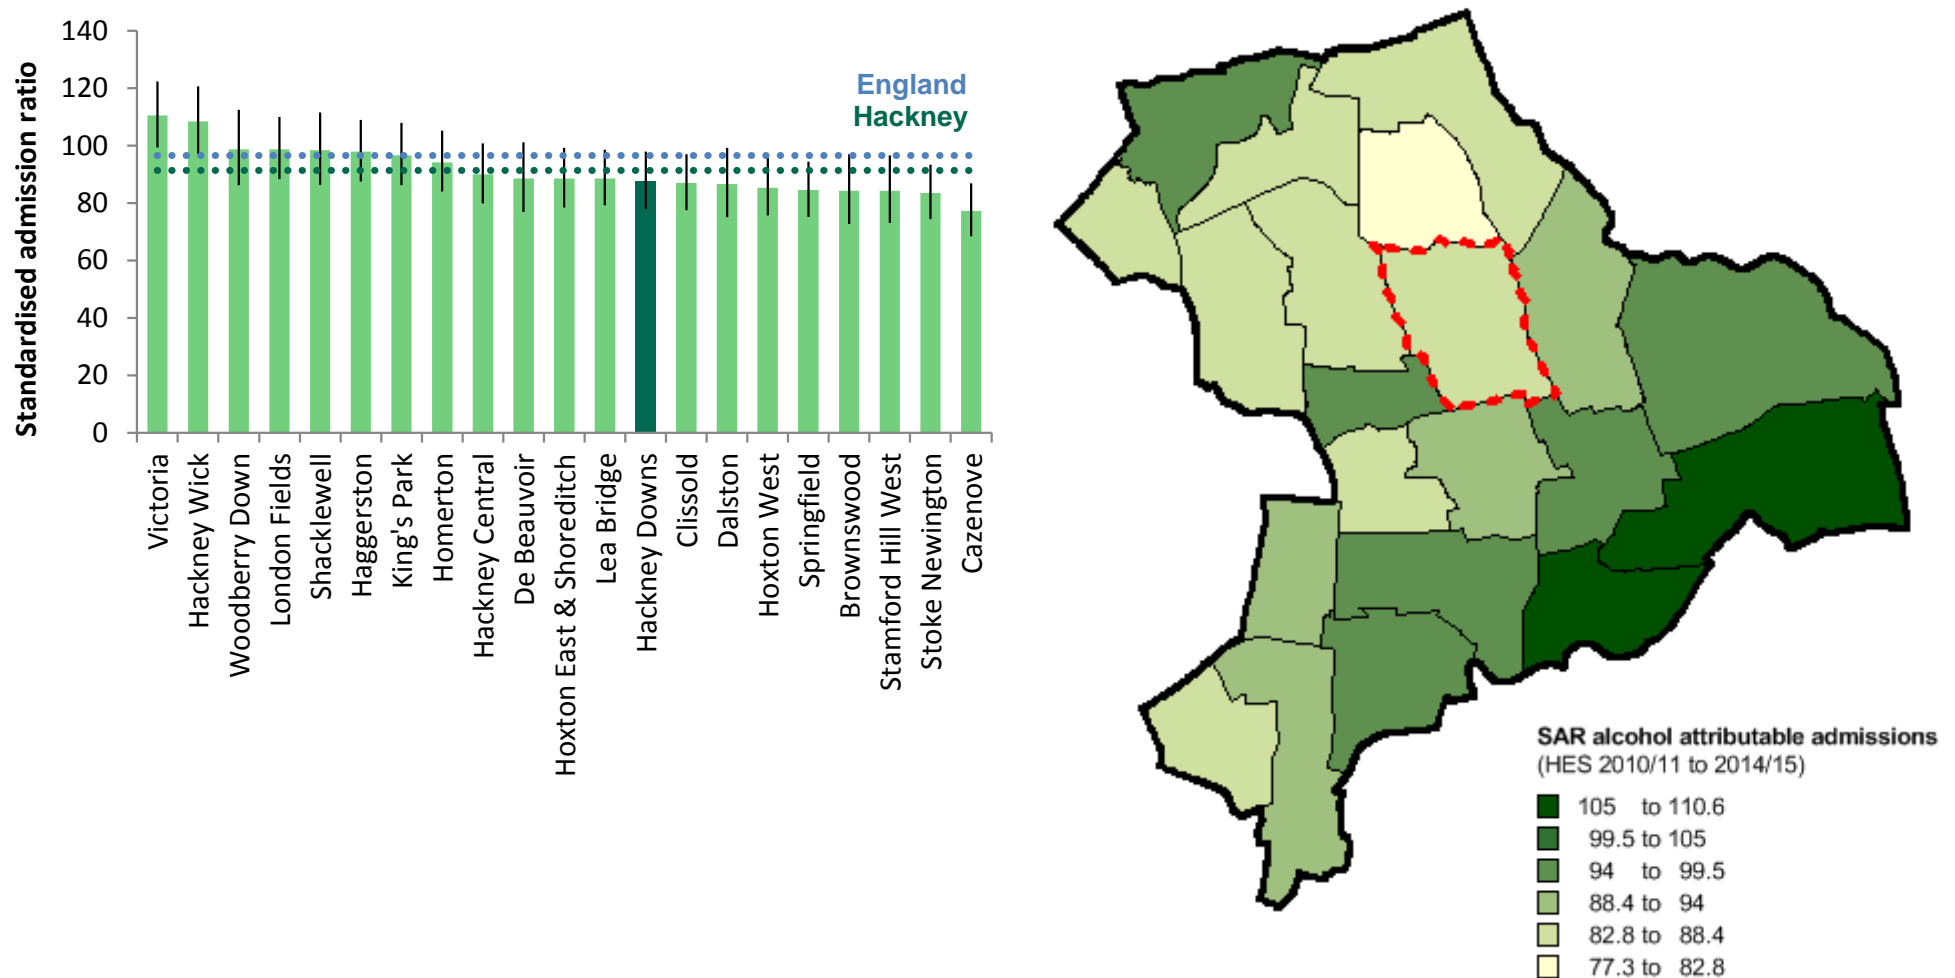 Standardised admission ratio
140
120
100
80
60
40
20
0
England
Hackney
Victoria
Hackney Wick
Woodberry Down
London Fields
Shacklewell
Haggerston
King's Park
Homerton
Hackney Central
De Beauvoir
Hoxton East & Shoreditch
Lea Bridge
Hackney Downs
Clissold
Dalston
Hoxton West
Springfield
Brownswood
Stamford Hill West
Stoke Newington
Cazenove
SAR alcohol attributable admissions
(HES 2010/11 to 2014/15)
105 to 110.6
99.5 to 105
94 to 99.5
88.4 to 94
82.8 to 88.4
77.3 to 82.8